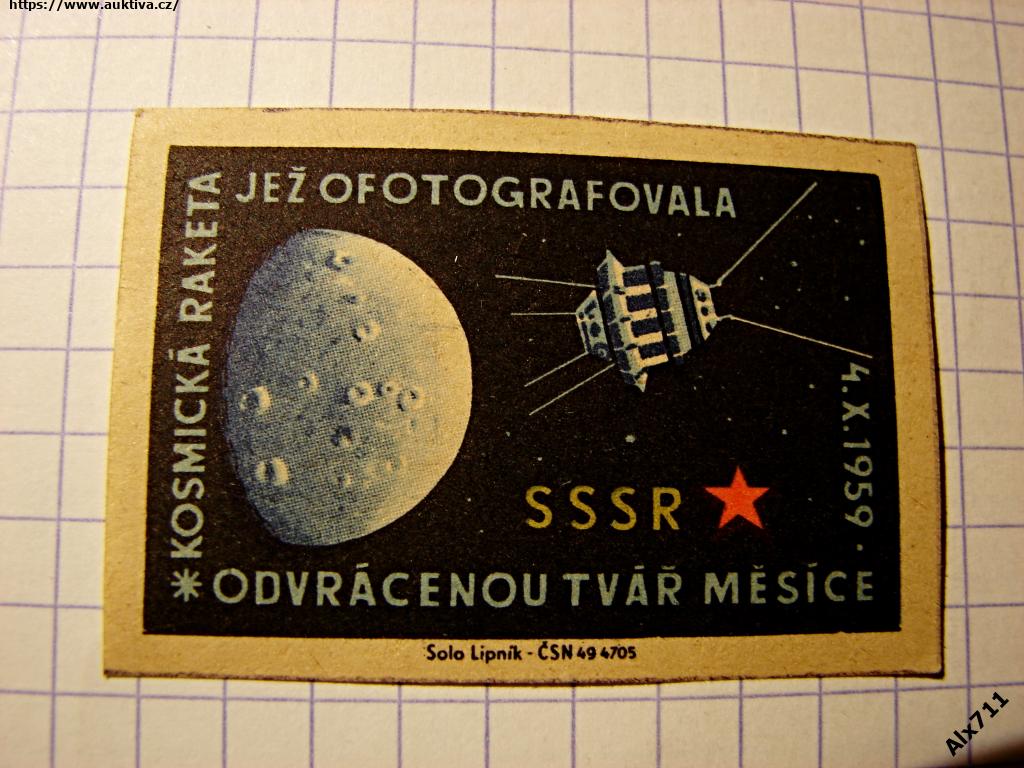 https://www.auktiva.cz/
* KOSMICKÁ RAKETA
JEŽ OFOTOGRAFOVALA
4. X. 1959 ·
SSSR
ODVRÁCENOU TVÁŘ MĚSÍCE
Solo Lipník - ČSN 49 4705
Alx711